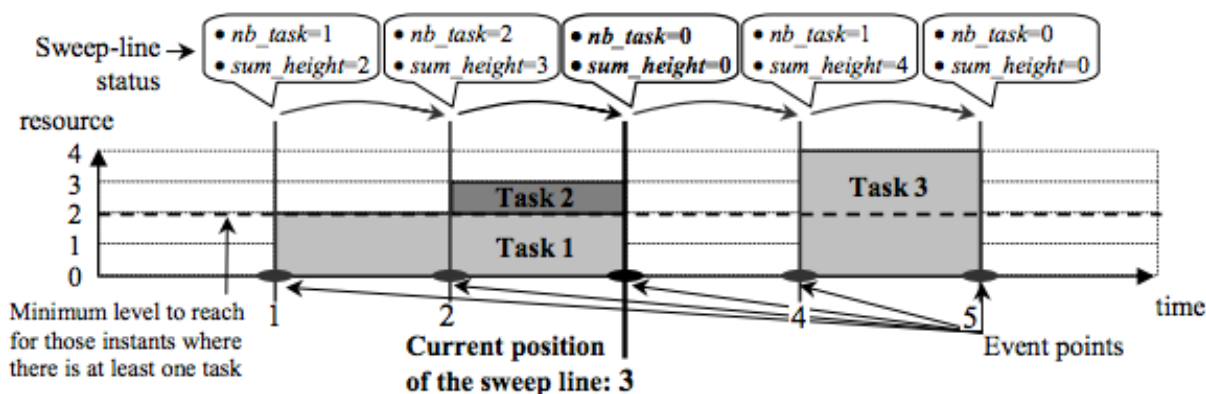 Sweep-line
status
• nb_task=1
• sum_height=2
• nb_task=2
• sum_height=3
• nb_task=0
• sum_height=0
• nb_task=1
• sum_height=4
• nb_task=0
• sum_height=0
resource
4
3
2
1
0
Task 2
Task 1
Task 3
1
2
4
5
time
Minimum level to reach
for those instants where
there is at least one task
Current position
of the sweep line: 3
Event points